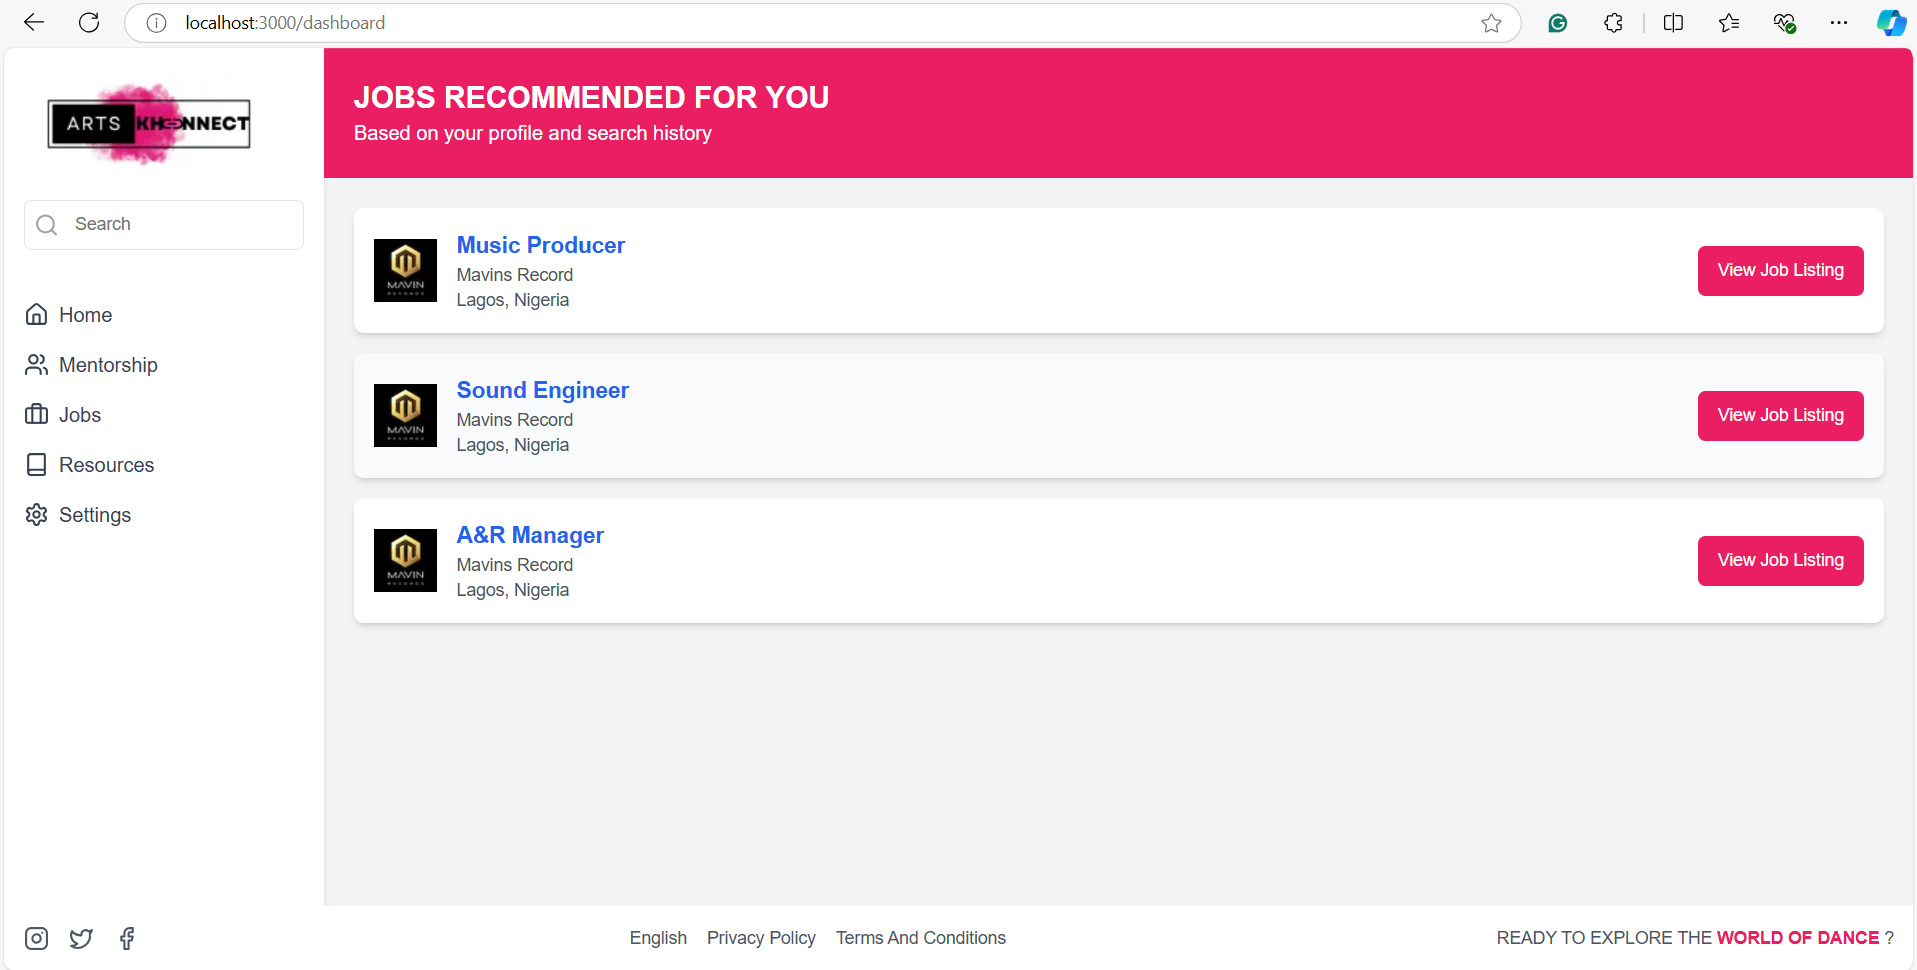 localhost:3000/dashboard
ARTS KHONNECT
Search
Home
Mentorship
Jobs
Resources
Settings
JOBS RECOMMENDED FOR YOU
Based on your profile and search history
MAVIN
RECORDS
Music Producer
Mavins Record
Lagos, Nigeria
View Job Listing
MAVIN
RECORDS
Sound Engineer
Mavins Record
Lagos, Nigeria
View Job Listing
MAVIN
RECORDS
A&R Manager
Mavins Record
Lagos, Nigeria
View Job Listing
English Privacy Policy Terms And Conditions
READY TO EXPLORE THE WORLD OF DANCE ?